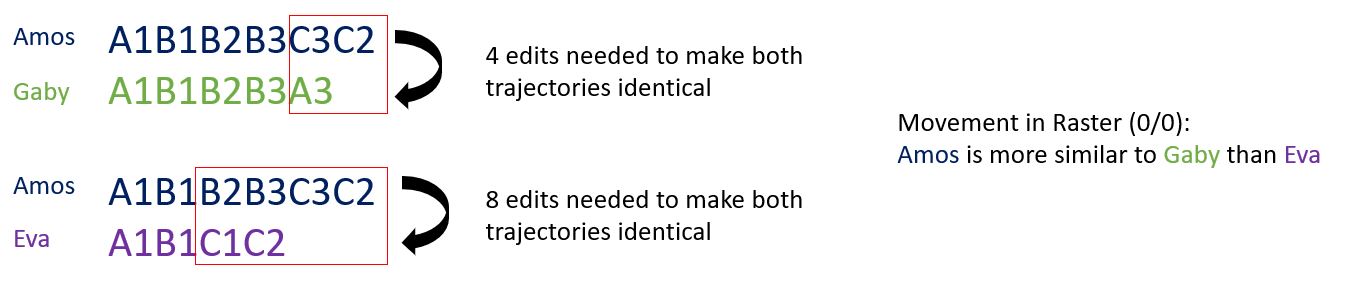 Amos A1B1B2B3C3C2
Gaby A1B1B2B3A3
4 edits needed to make both
trajectories identical
Amos A1B1B2B3C3C2
Eva A1B1C1C2
8 edits needed to make both
trajectories identical
Movement in Raster (0/0):
Amos is more similar to Gaby than Eva